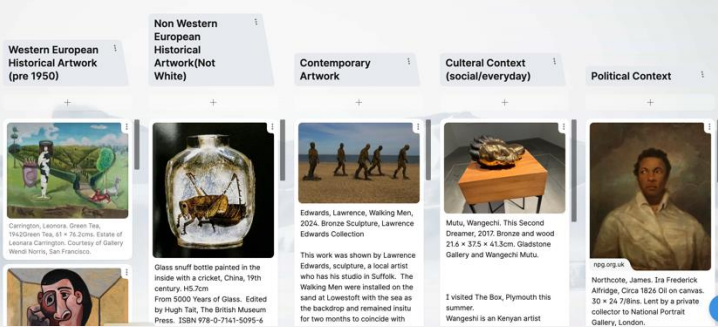 Western European
Historical Artwork
(pre 1950)
Carrington, Leonora. Green Tea,
1942Green Tea, 61 × 76.2cms. Estate of
Leonara Carrington. Courtesy of Gallery
Wendi Norris, San Francisco.
Non Western
European
Historical
Artwork(Not
White)
Glass snuff bottle painted in the
inside with a cricket, China, 19th
century. H5.7cm
From 5000 Years of Glass. Edited
by Hugh Tait, The British Museum
Press. ISBN 978-0-7141-5095-6
Contemporary
Artwork
Edwards, Lawrence, Walking Men,
2024. Bronze Sculpture, Lawrence
Edwards Collection
This work was shown by Lawrence
Edwards, sculpture, a local artist
who has his studio in Suffolk. The
Walking Men were installed on the
sand at Lowestoft with the sea as
the backdrop and remained insitu
for two months to coincide with
Culteral Context
(social/everyday)
Mutu, Wangechi. This Second
Dreamer, 2017. Bronze and wood
21.6 × 37.5 × 41.3cm. Gladstone
Gallery and Wangechi Mutu.
I visited The Box, Plymouth this
summer.
Wangeshi is an Kenyan artist
Political Context
npg.org.uk
Northcote, James. Ira Frederick
Alfridge, Circa 1826 Oil on canvas.
30 × 24 7/8ins. Lent by a private
collector to National Portrait
Gallery, London.